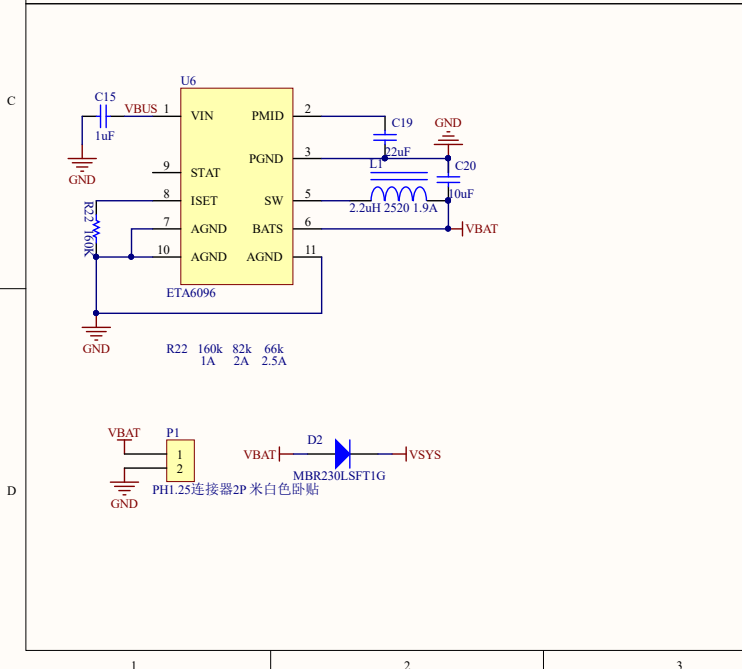 C
U6
C15
VBUS 1 VIN
1uF
GND
PMID 2
C19
22uF
GND
PGND 3
L1
C20
10uF
9 STAT
8 ISET
SW 5
2.2uH 2520 1.9A
R22 160K
7 AGND
BATS 6
VBAT
10 AGND
AGND 11
ETA6096
GND
R22 160k 82k 66k
1A 2A 2.5A
VBAT
P1
1
2
GND
PH1.25连接器2P 米白色卧贴
D2
VBAT
VSYS
MBR230LSFT1G
D
1 2 3